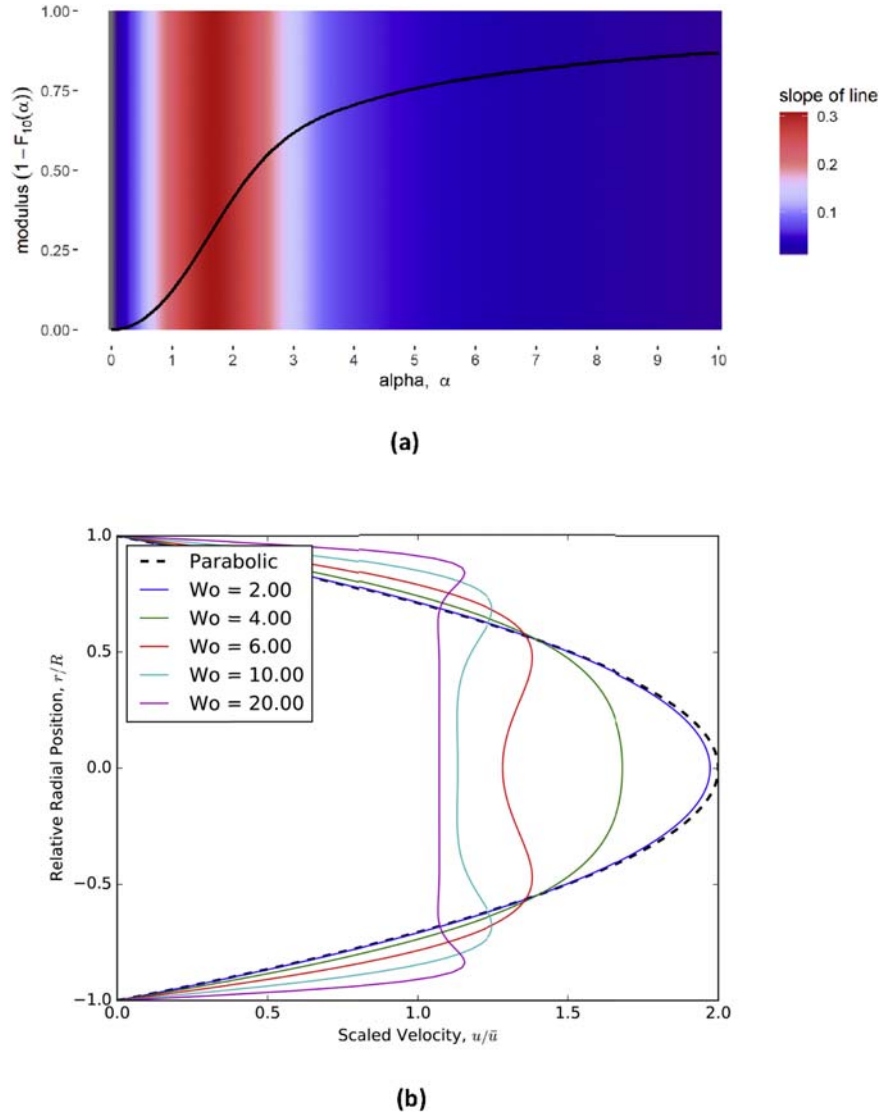 1.00
0.75
0.50
0.25
0.00
modulus (1 − F₁₀(α))
0 1 2 3 4 5 6 7 8 9 10
alpha, α
slope of line
0.3
0.2
0.1
(a)
1.0
0.5
0.0
−0.5
−1.0
Relative Radial Position, r/R
Parabolic
Wo = 2.00
Wo = 4.00
Wo = 6.00
Wo = 10.00
Wo = 20.00
0.0 0.5 1.0 1.5 2.0
Scaled Velocity, u/ū
(b)